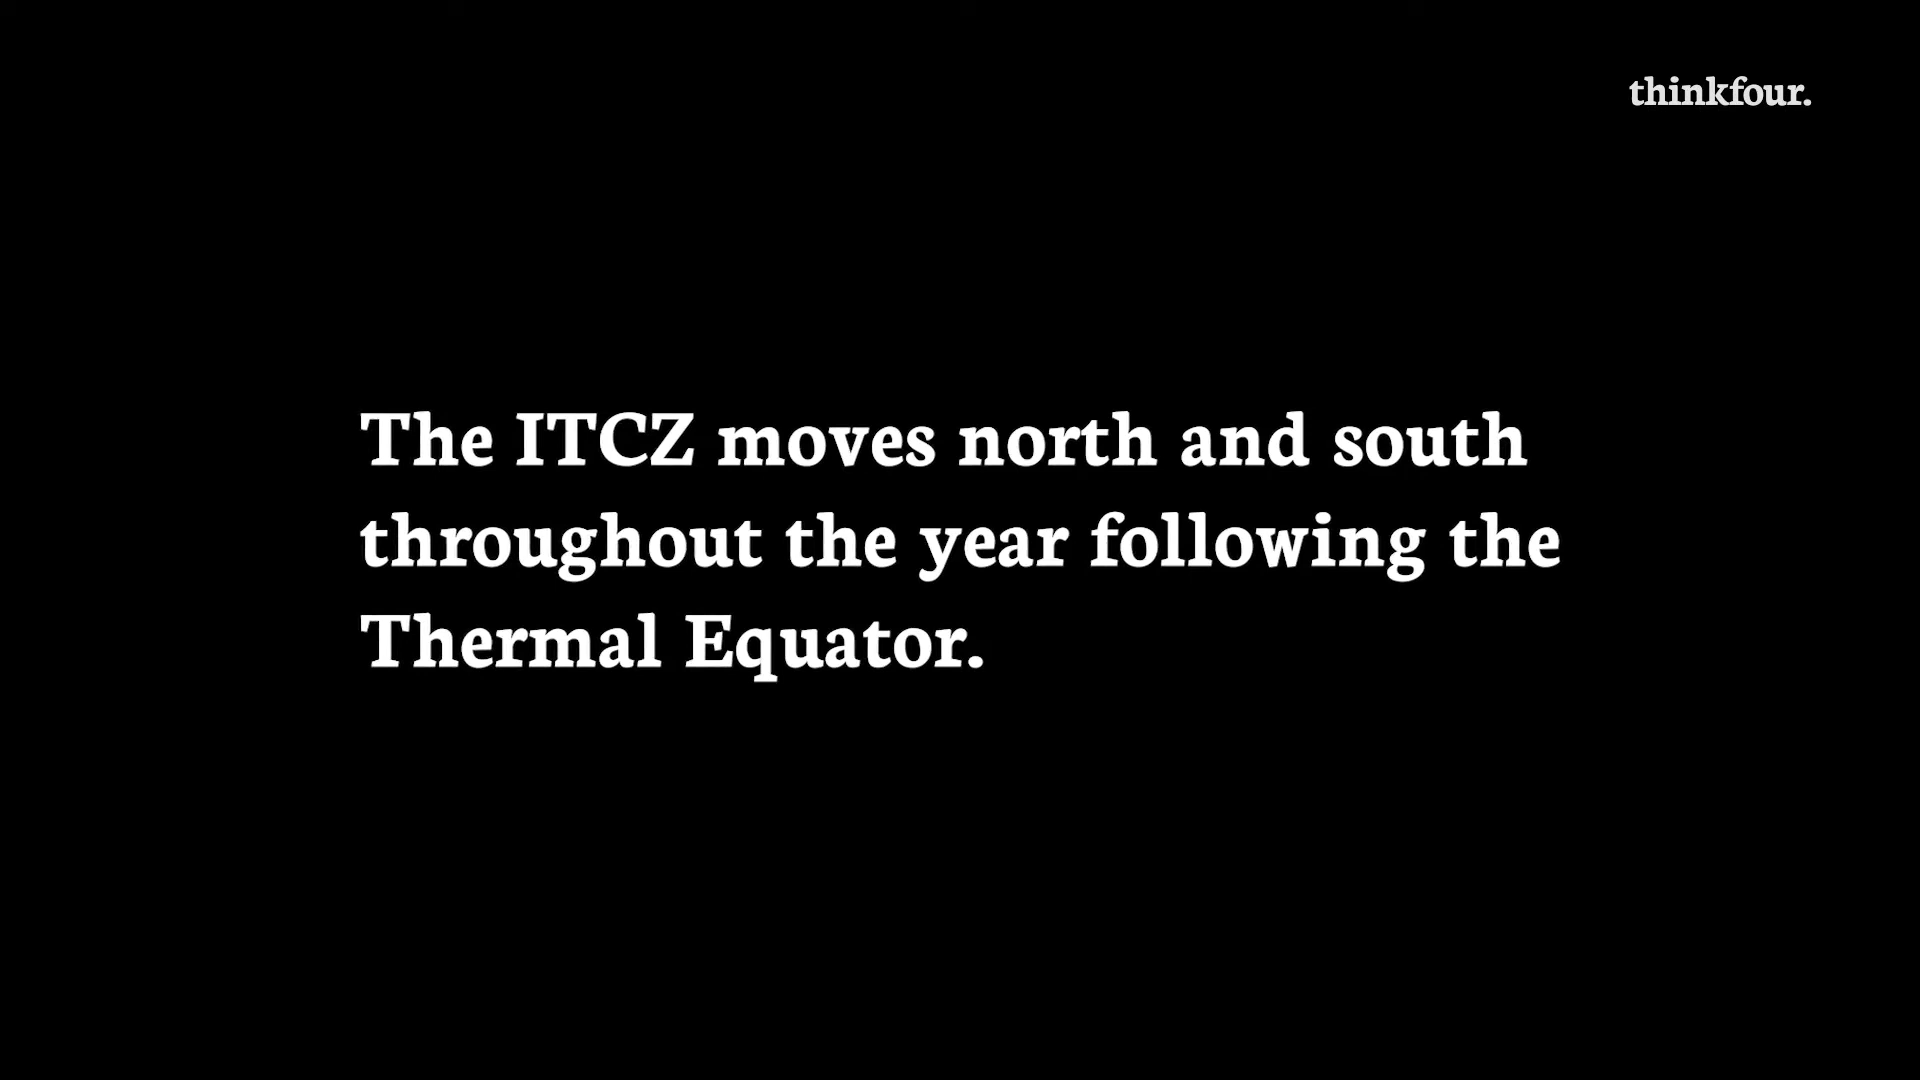 thinkfour.
The ITCZ moves north and south
throughout the year following the
Thermal Equator.